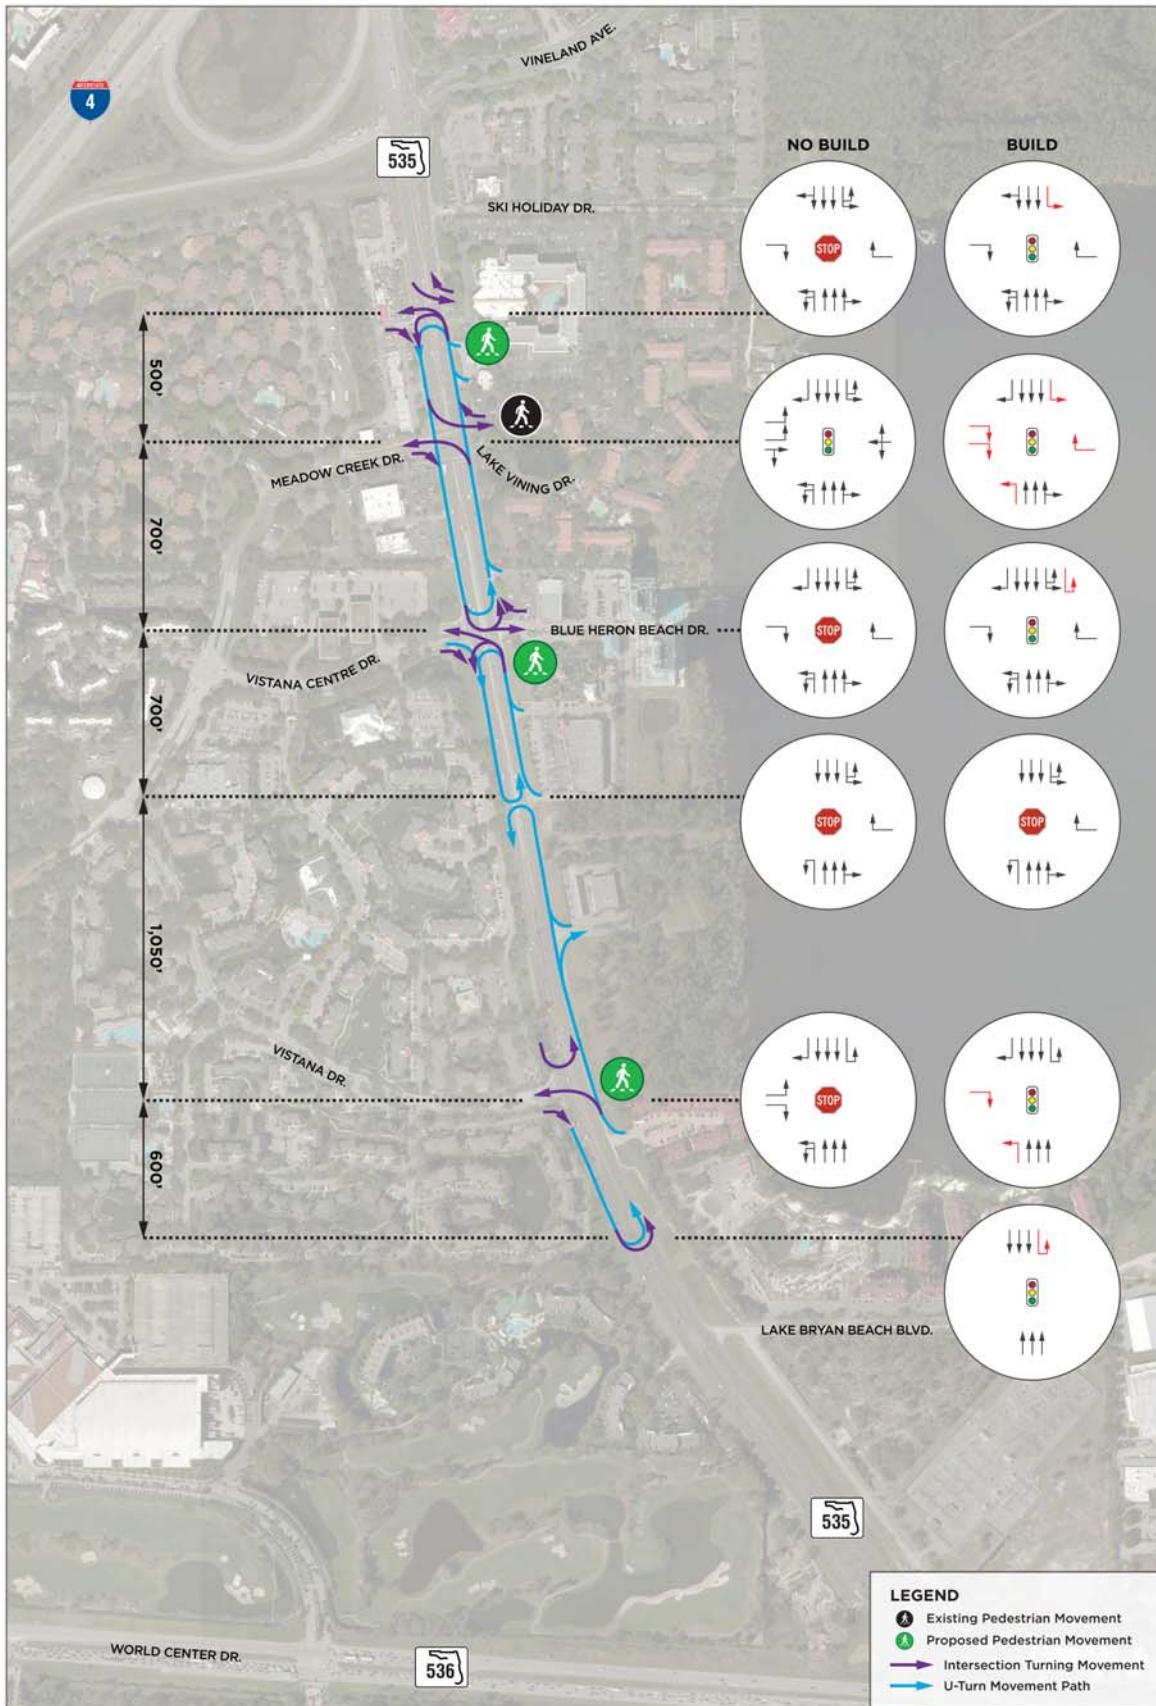 VINELAND AVE.
INTERSTATE
4
535
NO BUILD
BUILD
SKI HOLIDAY DR.
STOP
500'
MEADOW CREEK DR.
LAKE VINING DR.
700'
BLUE HERON BEACH DR.
STOP
VISTANA CENTRE DR.
700'
STOP
STOP
1,050'
VISTANA DR.
STOP
600'
LAKE BRYAN BEACH BLVD.
535
LEGEND
Existing Pedestrian Movement
Proposed Pedestrian Movement
Intersection Turning Movement
U-Turn Movement Path
WORLD CENTER DR.
536